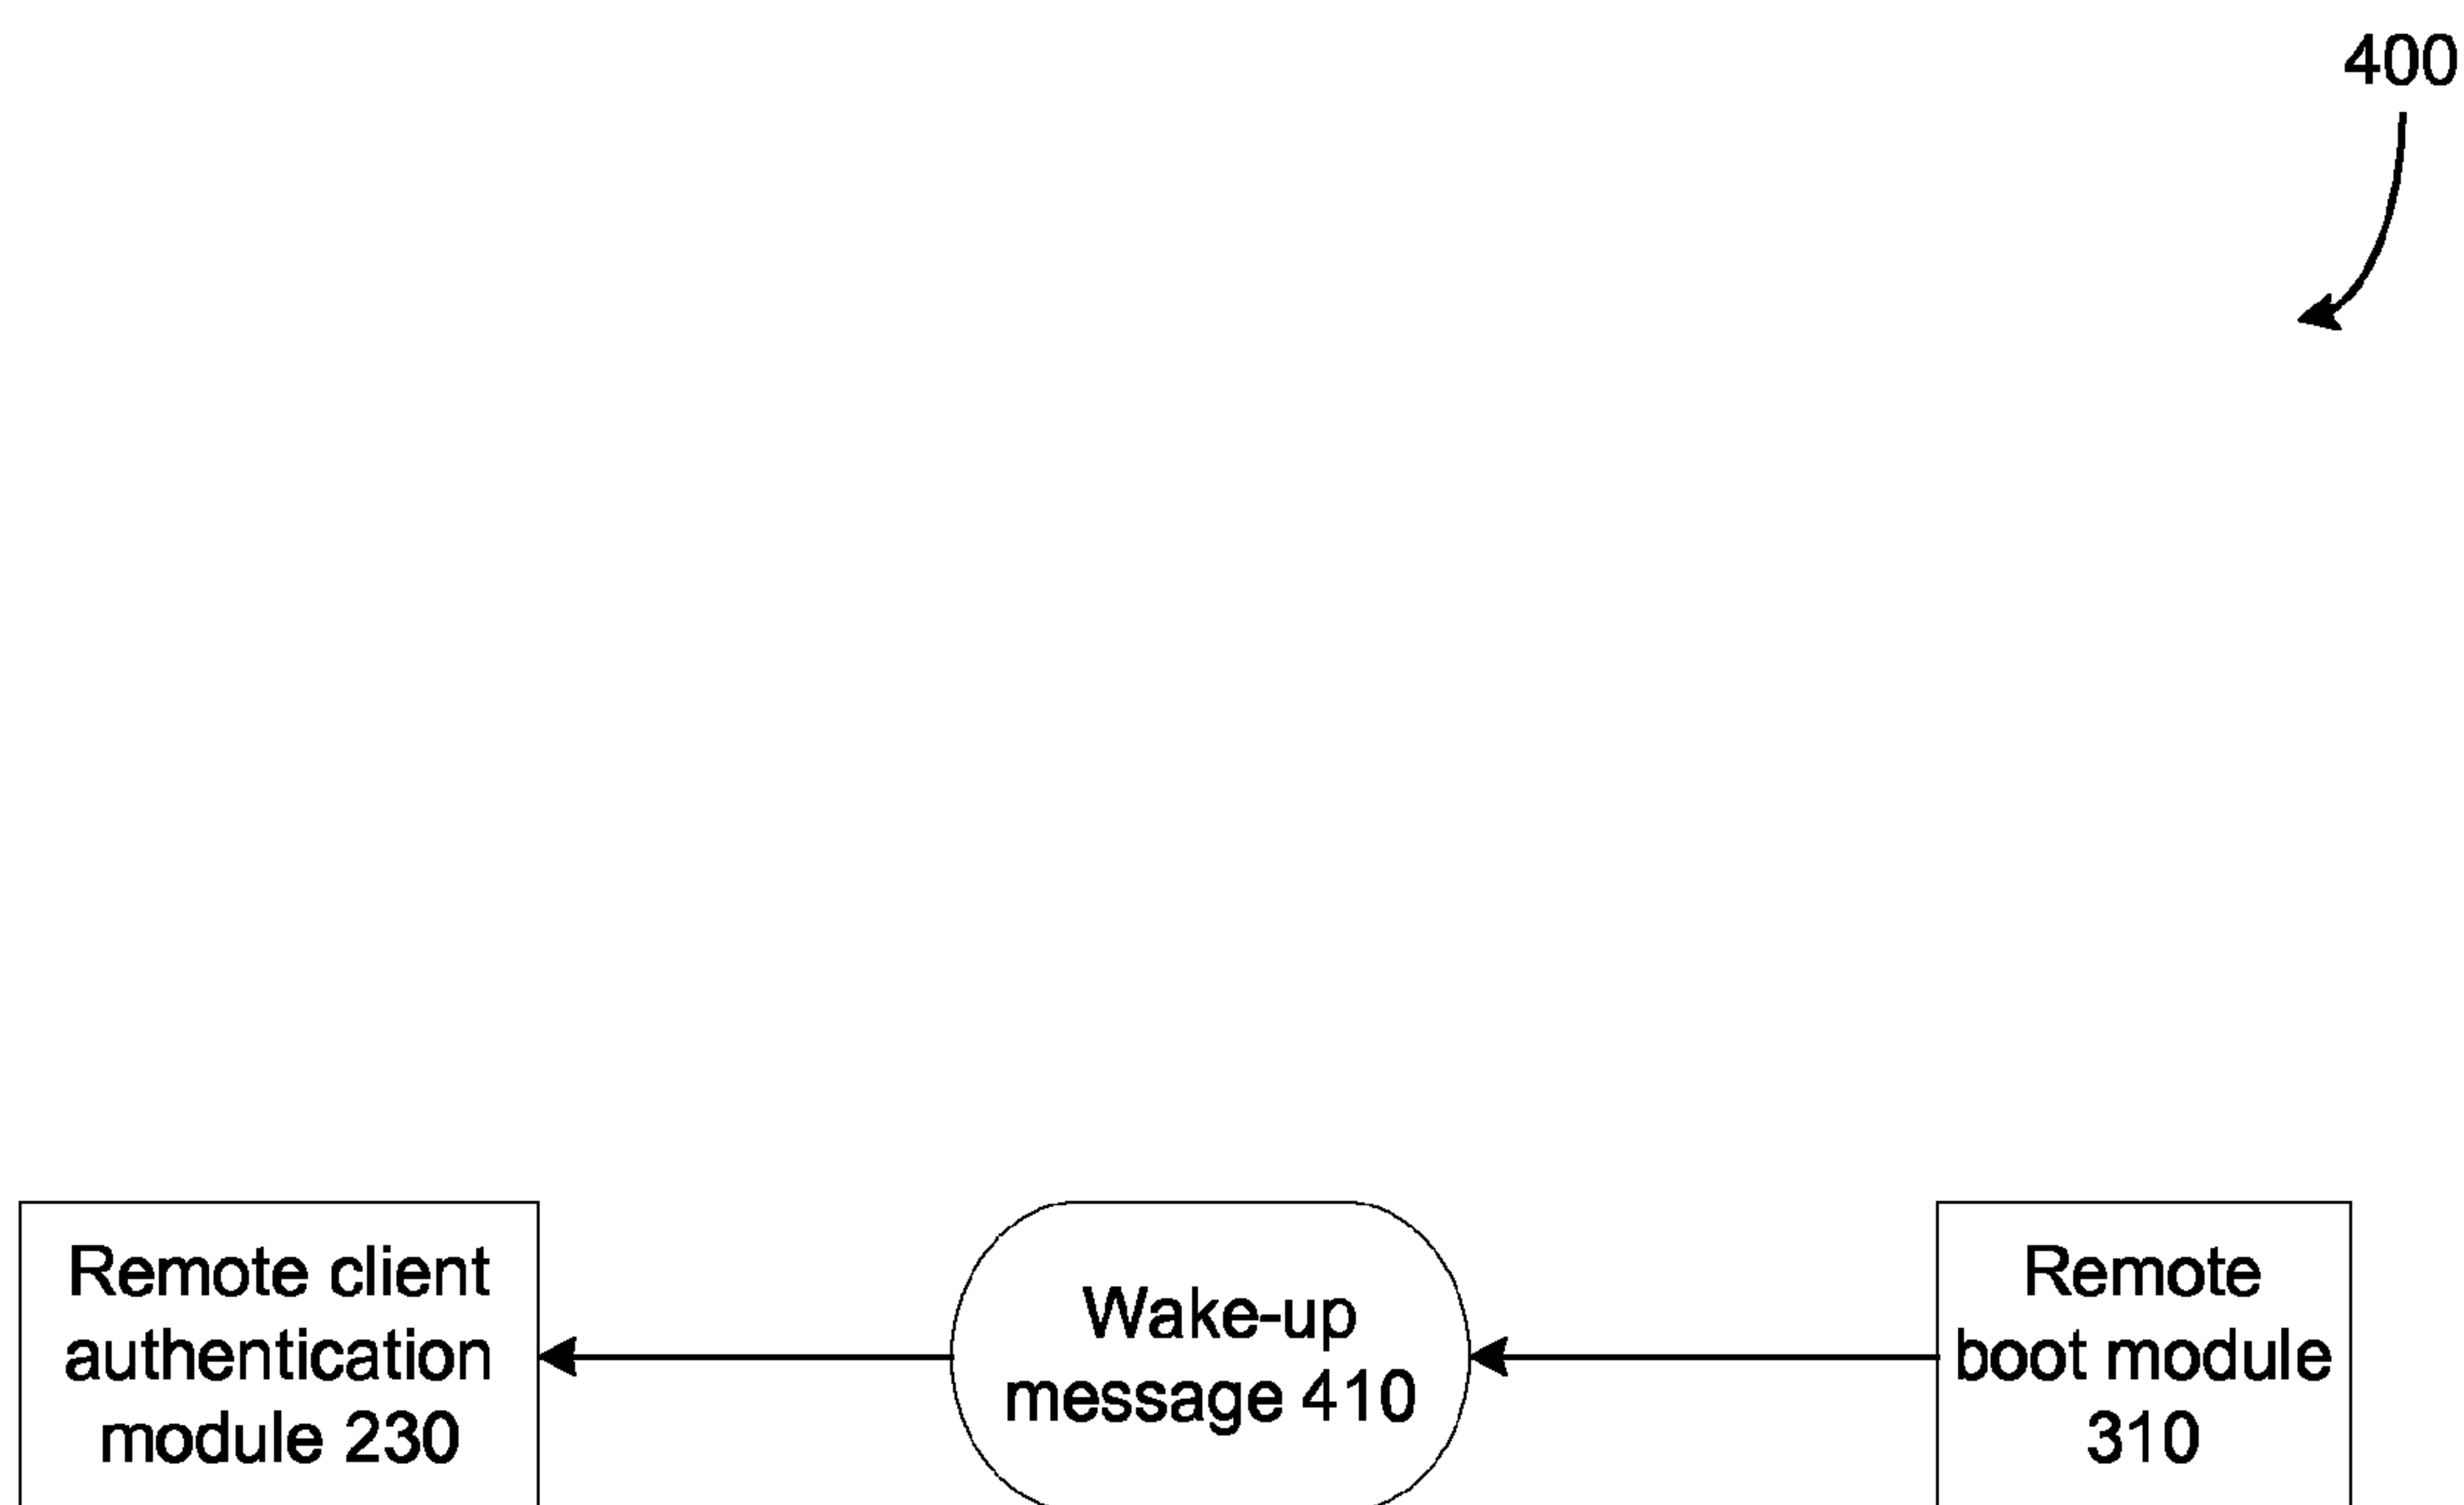 400
Remote client
authentication
module 230
Wake-up
message 410
Remote
boot module
310